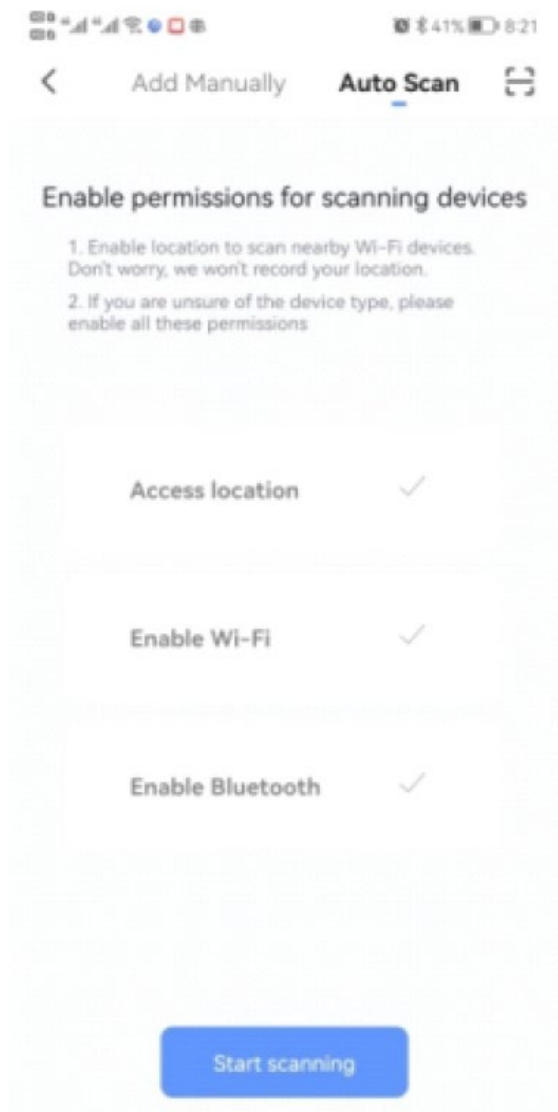 41% 8:21
Add Manually Auto Scan
Enable permissions for scanning devices
1. Enable location to scan nearby Wi-Fi devices.
Don't worry, we won't record your location.
2. If you are unsure of the device type, please
enable all these permissions
Access location
Enable Wi-Fi
Enable Bluetooth
Start scanning